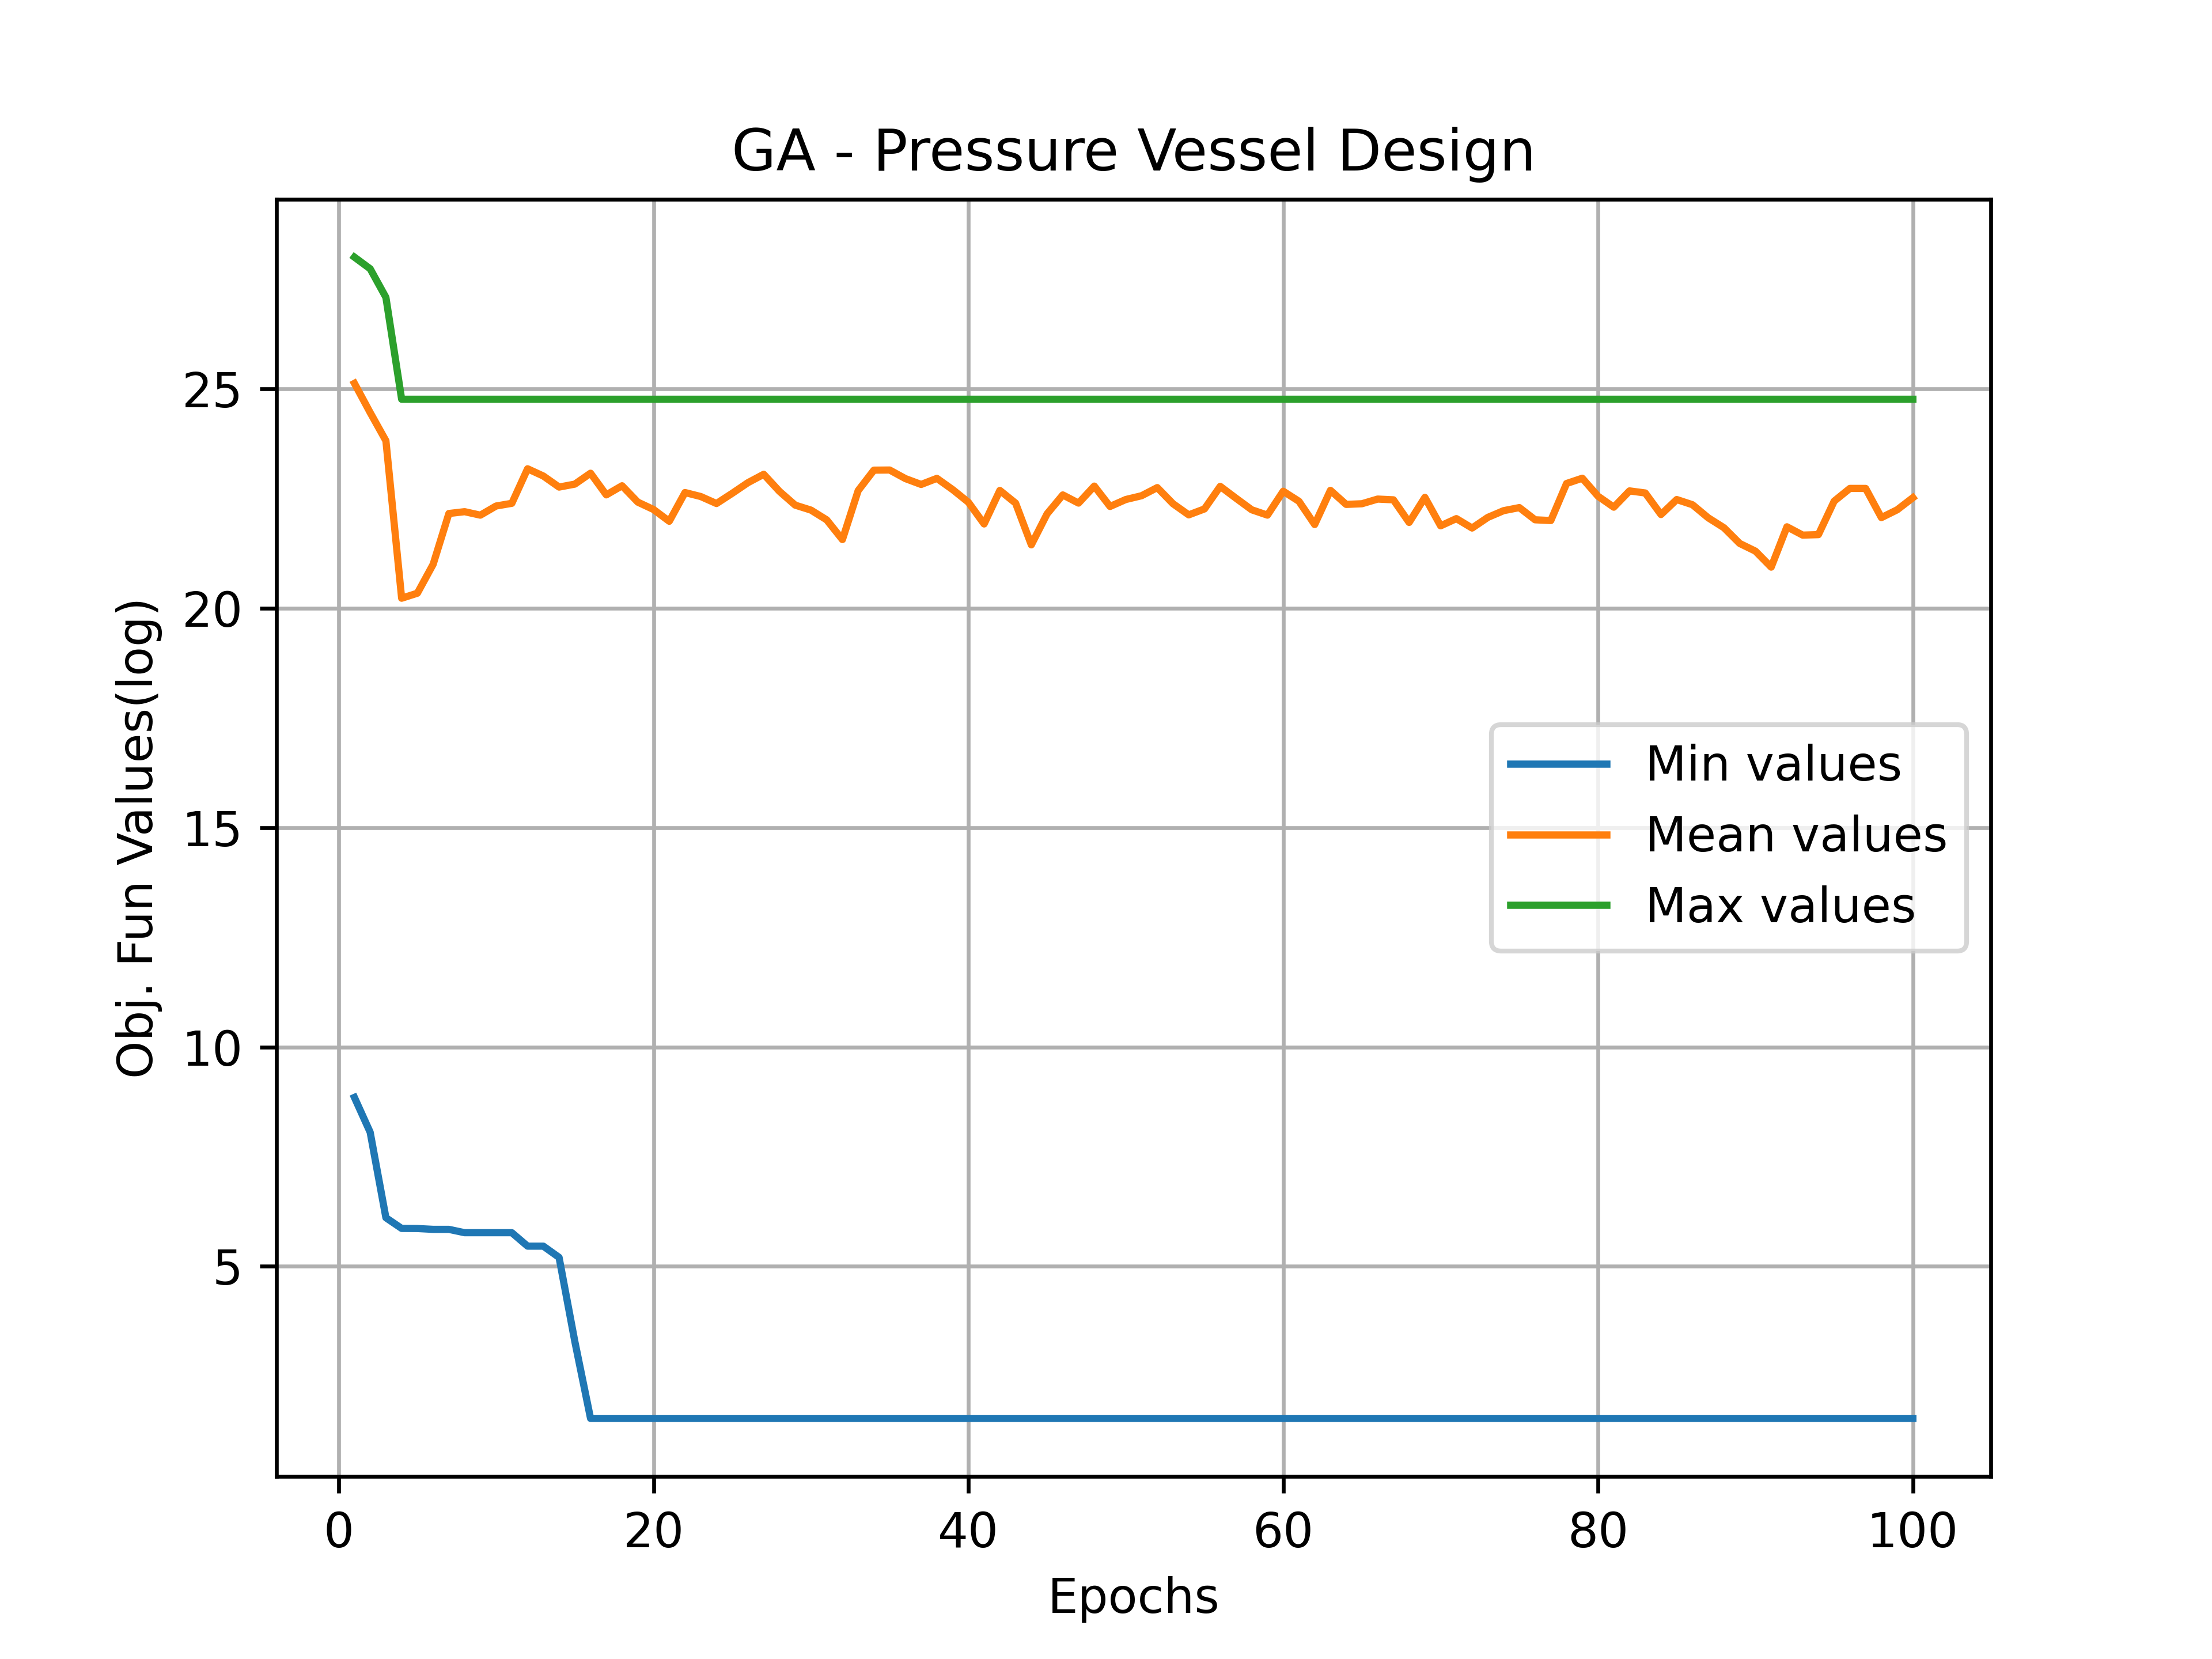 GA - Pressure Vessel Design
Obj. Fun Values(log)
25
20
15
10
5
Min values
Mean values
Max values
0 20 40 60 80 100
Epochs